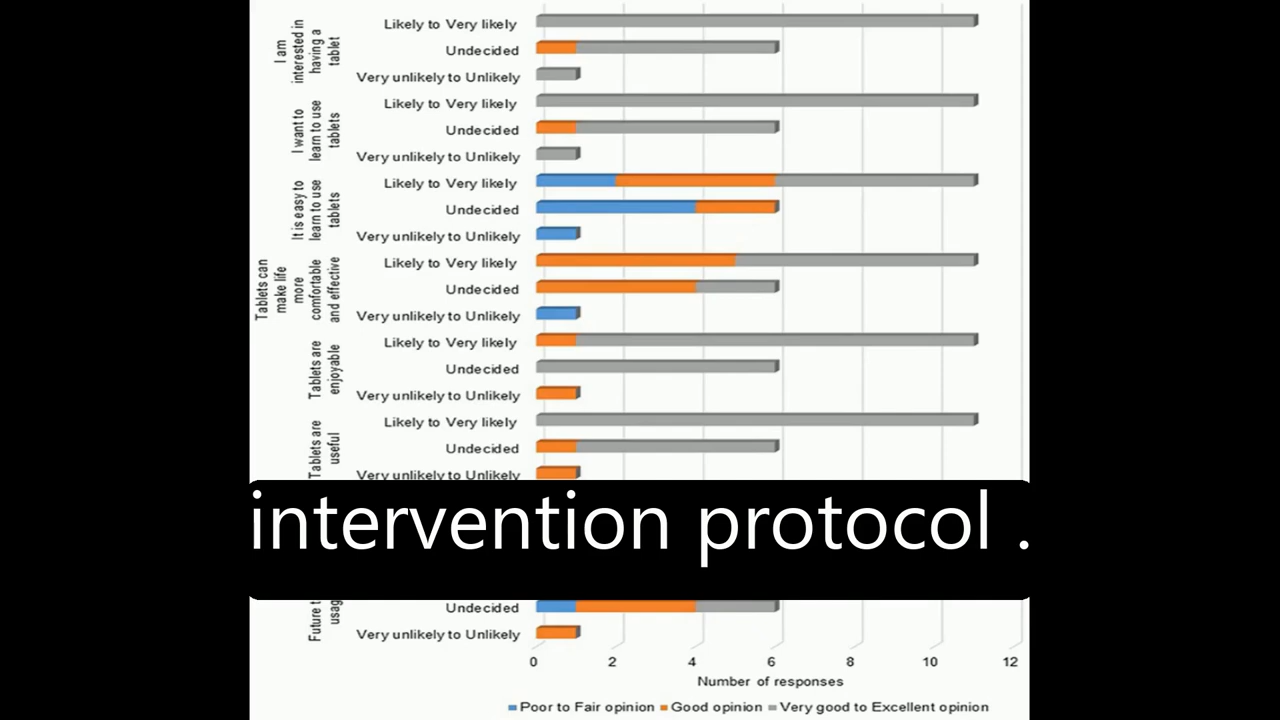 I am
interested in
having a
tablet
Likely to Very likely
Undecided
Very unlikely to Unlikely
I want to
learn to use
tablets
Likely to Very likely
Undecided
Very unlikely to Unlikely
It is easy to
learn to use
tablets
Likely to Very likely
Undecided
Very unlikely to Unlikely
Tablets can
make life
more
comfortable
and effective
Likely to Very likely
Undecided
Very unlikely to Unlikely
Tablets are
enjoyable
Likely to Very likely
Undecided
Very unlikely to Unlikely
Tablets are
useful
Likely to Very likely
Undecided
Very unlikely to Unlikely
intervention protocol .
Future
Undecided
Very unlikely to Unlikely
0 2 4 6 8 10 12
Number of responses
Poor to Fair opinion Good opinion Very good to Excellent opinion